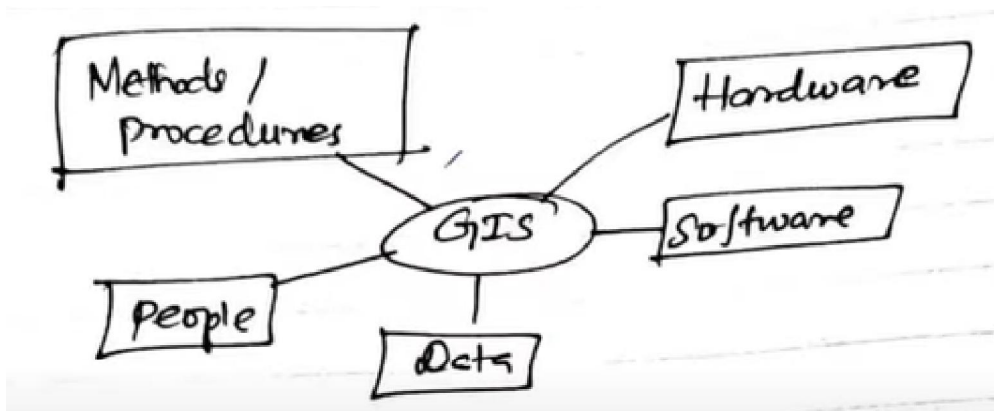 Methods /
Procedures
Hardware
GIS
Software
People
Data